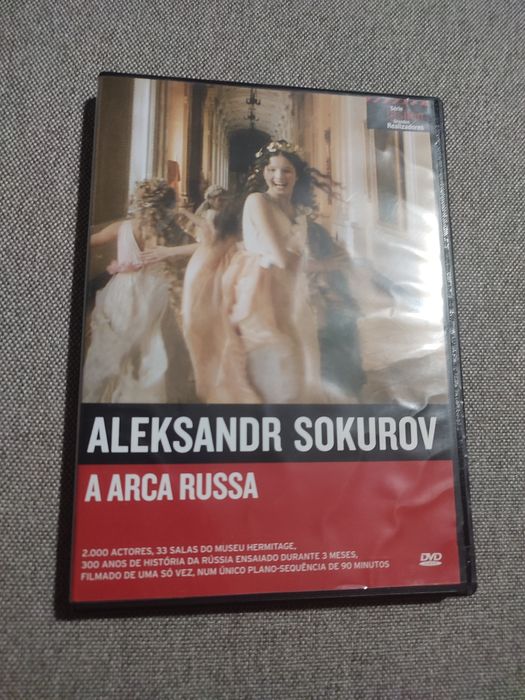 Série
Grandes
Realizadores
ALEKSANDR SOKUROV
A ARCA RUSSA
2.000 ACTORES, 33 SALAS DO MUSEU HERMITAGE,
300 ANOS DE HISTÓRIA DA RÚSSIA ENSAIADO DURANTE 3 MESES,
FILMADO DE UMA SÓ VEZ, NUM ÚNICO PLANO-SEQUÊNCIA DE 90 MINUTOS
DVD